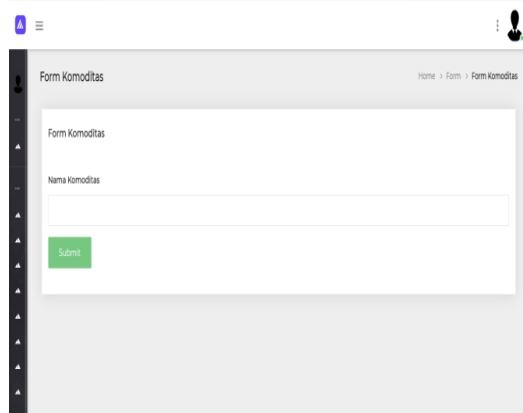 Form Komoditas
Home > Form > Form Komoditas
Form Komoditas
Nama Komoditas
Submit